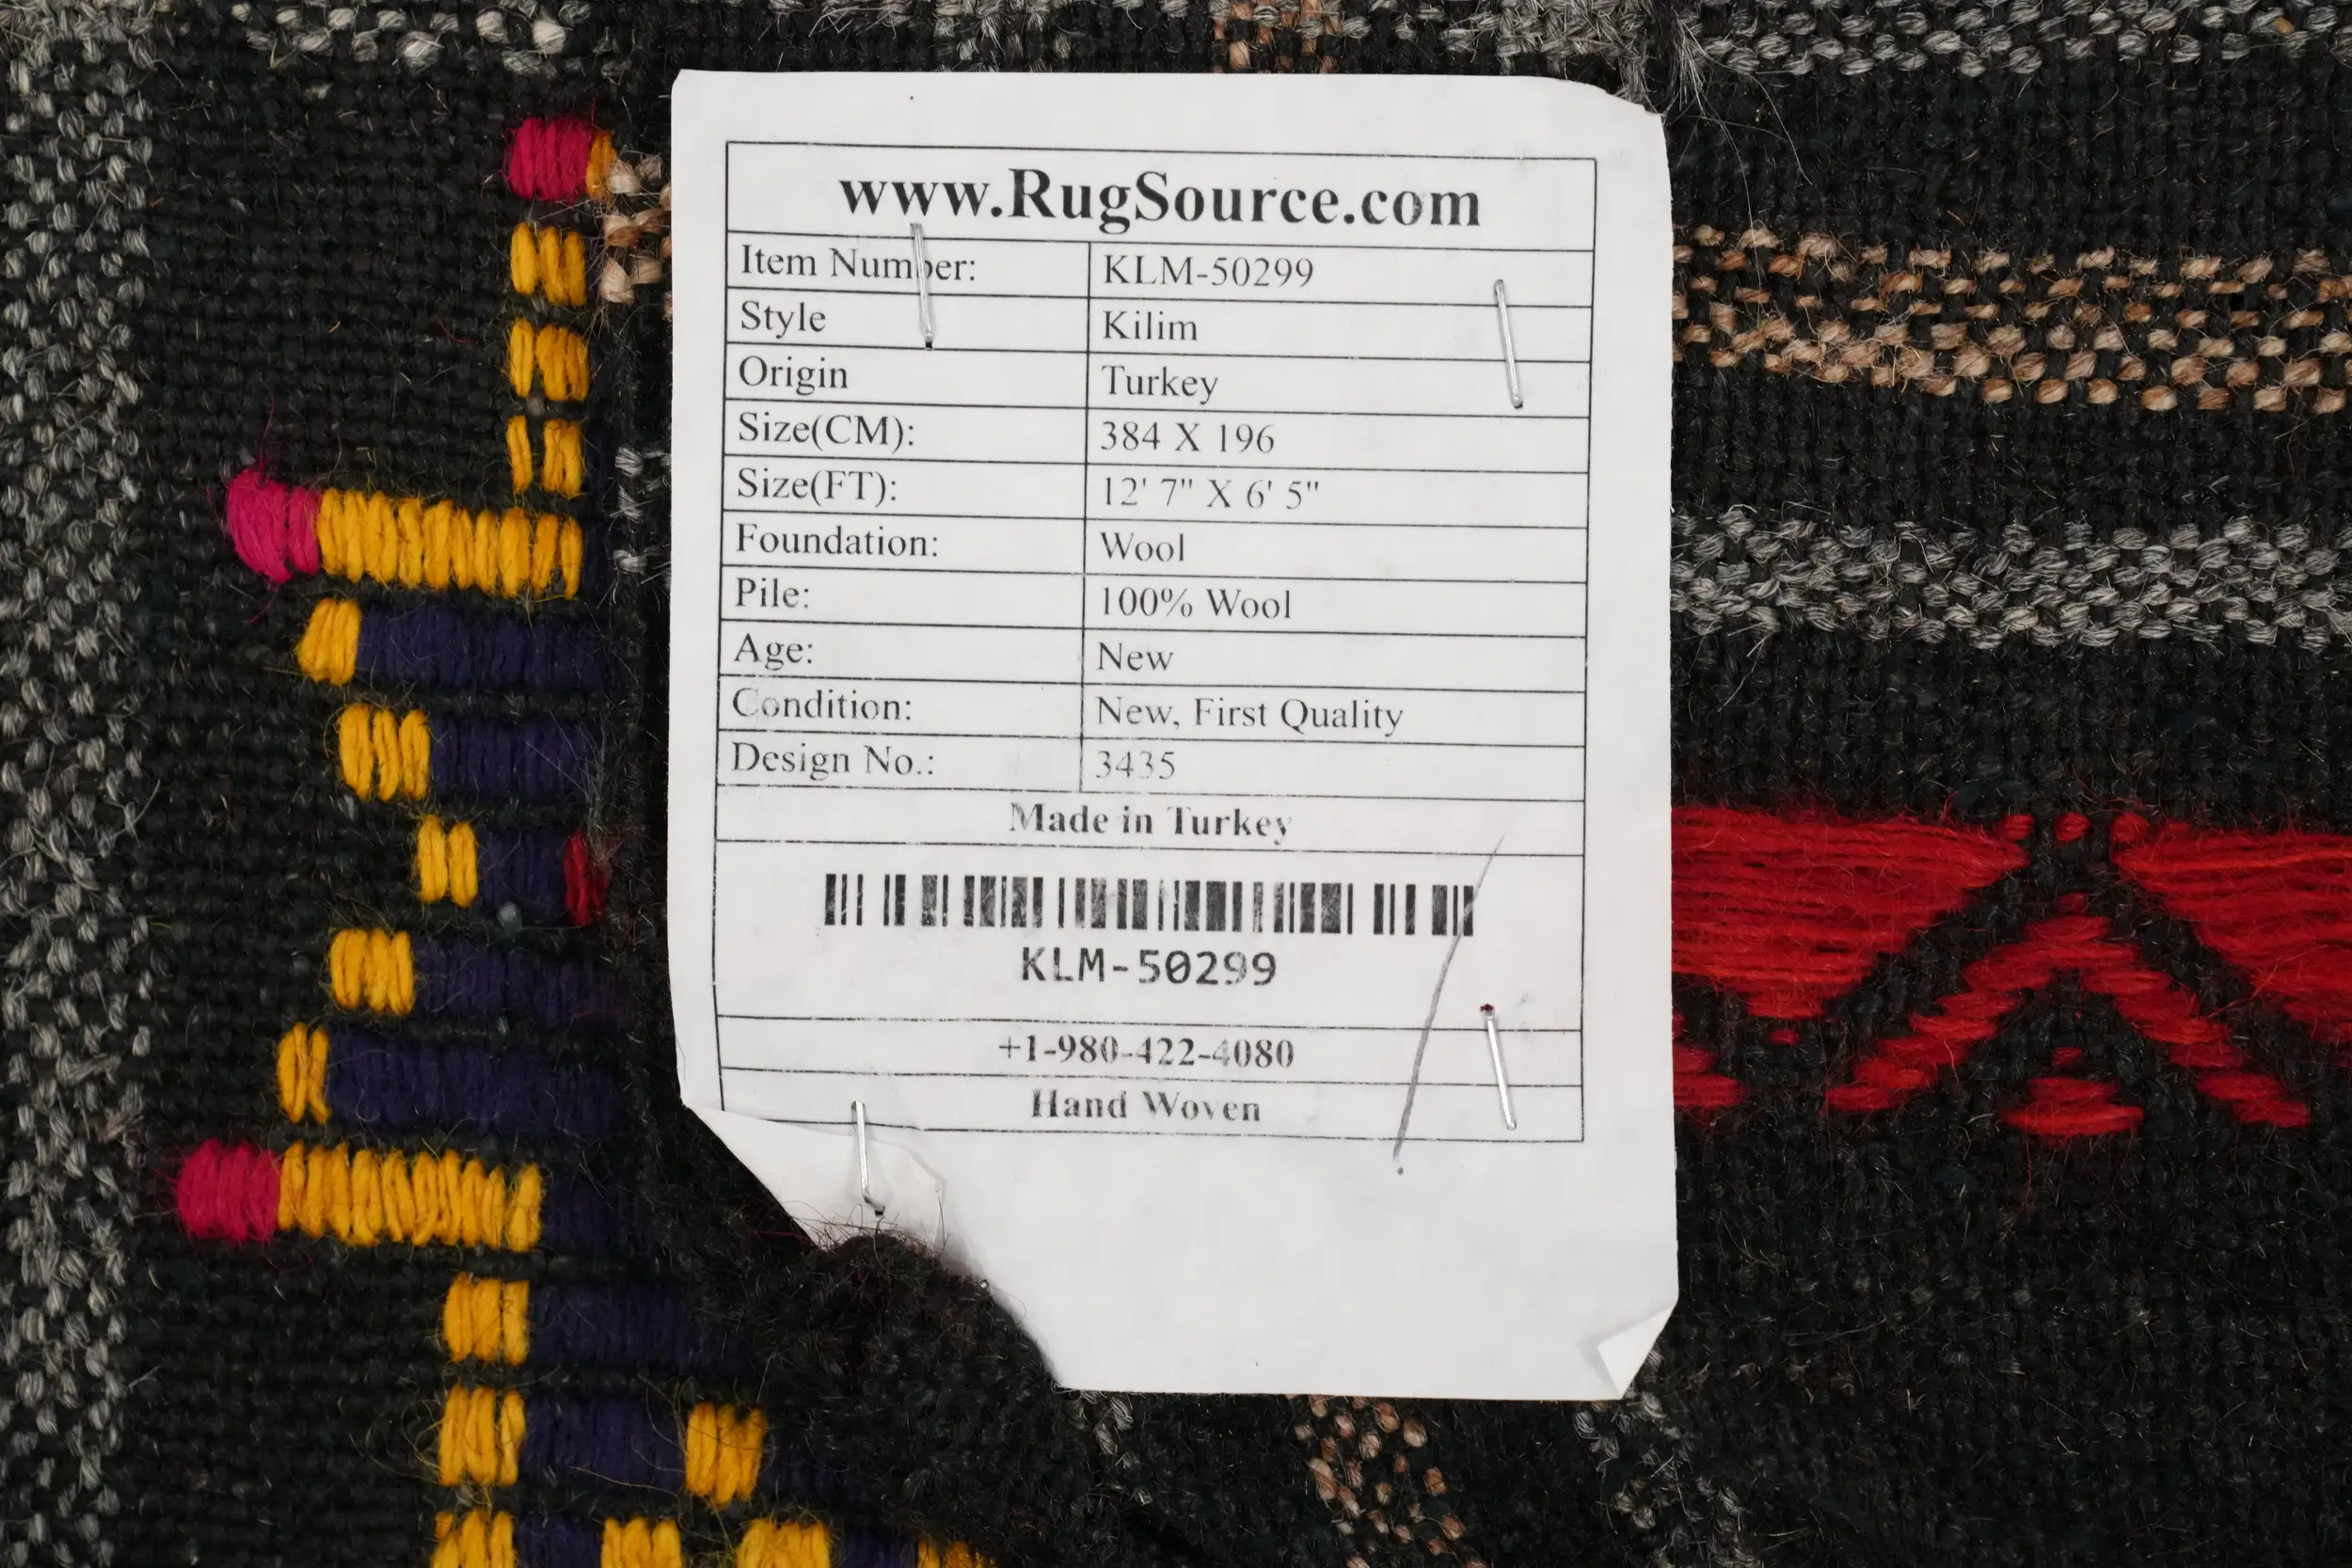 www.RugSource.com
Item Number: KLM-50299
Style Kilim
Origin Turkey
Size(CM): 384 X 196
Size(FT): 12' 7" X 6' 5"
Foundation: Wool
Pile: 100% Wool
Age: New
Condition: New, First Quality
Design No.: 3435
Made in Turkey
KLM-50299
+1-980-422-4080
Hand Woven